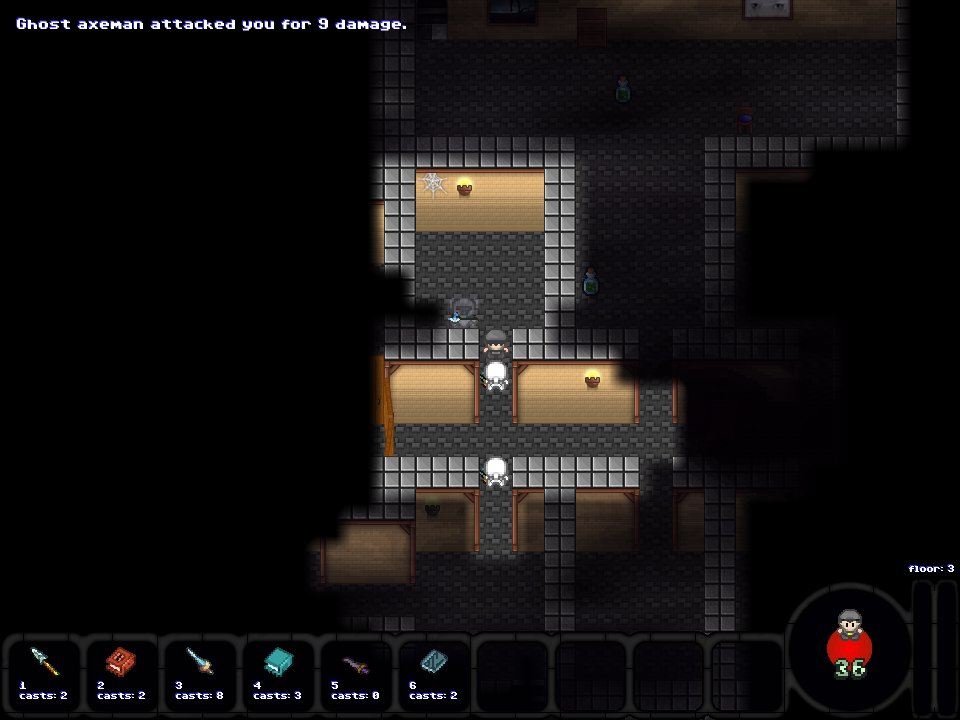 Ghost axeman attacked you for 9 damage.
floor: 3
36
1 2 3 4 5 6
casts: 2 casts: 2 casts: 8 casts: 3 casts: 0 casts: 2